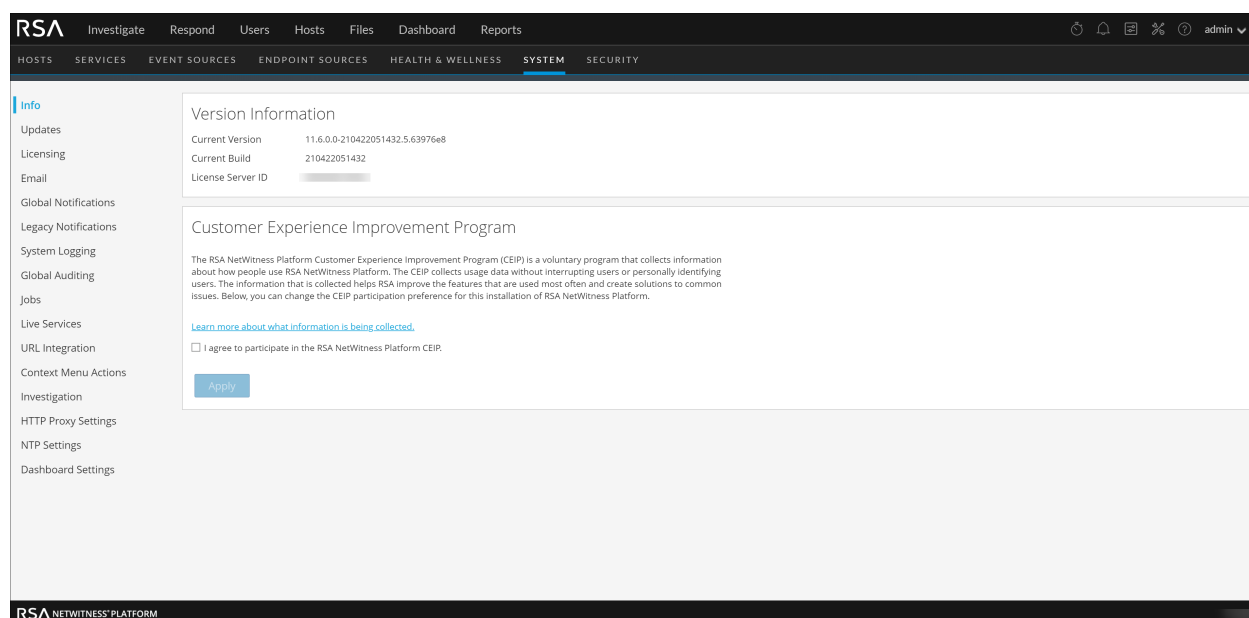 RSA Investigate Respond Users Hosts Files Dashboard Reports admin
HOSTS SERVICES EVENT SOURCES ENDPOINT SOURCES HEALTH & WELLNESS SYSTEM SECURITY
Info
Updates
Licensing
Email
Global Notifications
Legacy Notifications
System Logging
Global Auditing
Jobs
Live Services
URL Integration
Context Menu Actions
Investigation
HTTP Proxy Settings
NTP Settings
Dashboard Settings
Version Information
Current Version 11.6.0.0-210422051432.5.63976e8
Current Build 210422051432
License Server ID
Customer Experience Improvement Program
The RSA NetWitness Platform Customer Experience Improvement Program (CEIP) is a voluntary program that collects information
about how people use RSA NetWitness Platform. The CEIP collects usage data without interrupting users or personally identifying
users. The information that is collected helps RSA improve the features that are used most often and create solutions to common
issues. Below, you can change the CEIP participation preference for this installation of RSA NetWitness Platform.
Learn more about what information is being collected.
I agree to participate in the RSA NetWitness Platform CEIP.
Apply
RSA NETWITNESS® PLATFORM